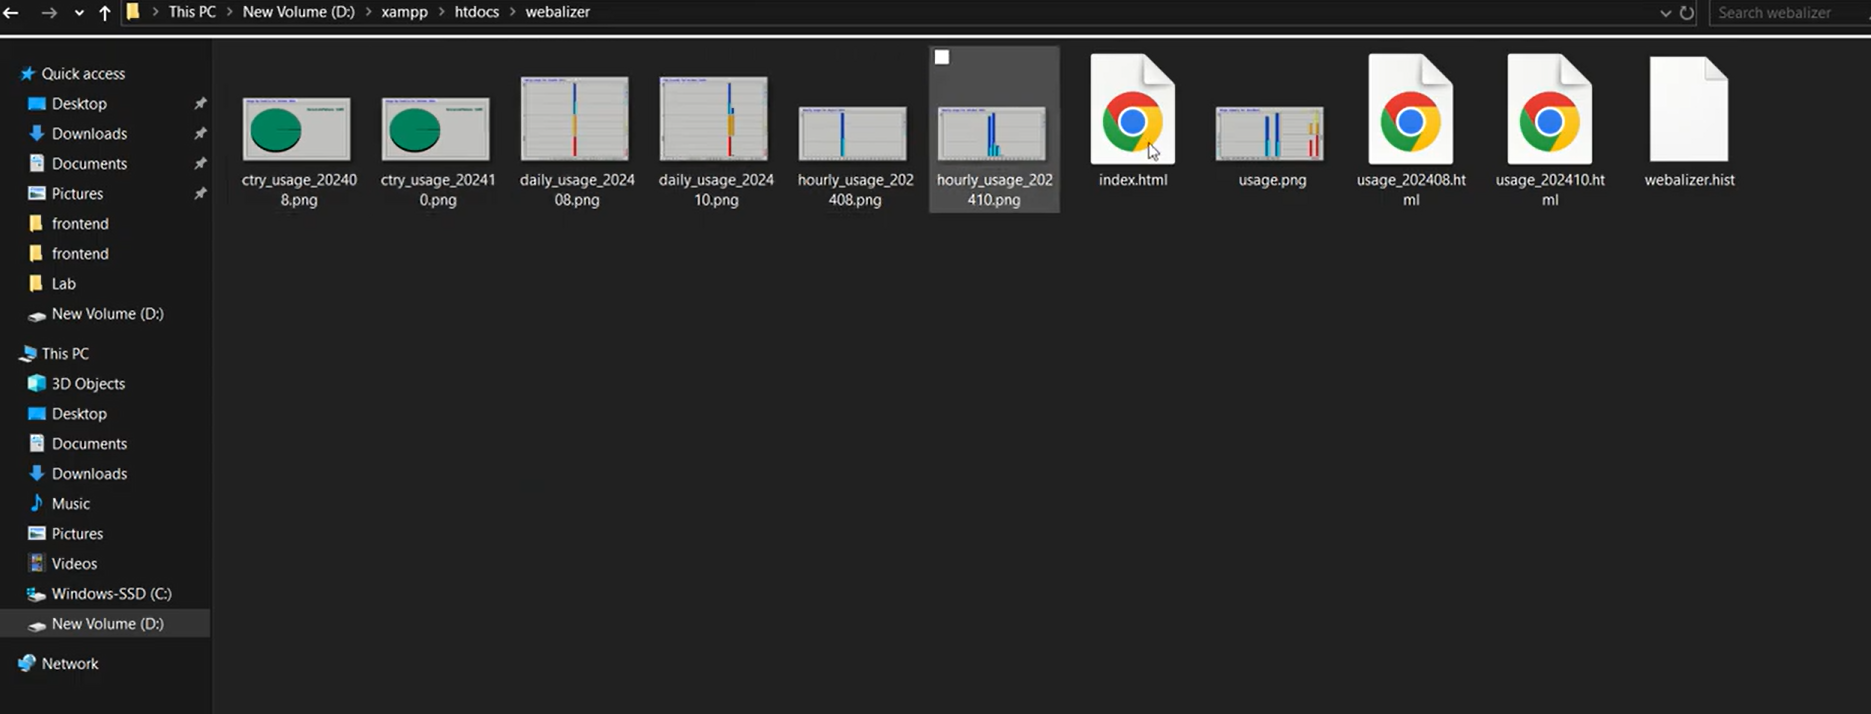 This PC > New Volume (D:) > xampp > htdocs > webalizer
Search webalizer
Quick access
Desktop
Downloads
Documents
Pictures
frontend
frontend
Lab
New Volume (D:)
This PC
3D Objects
Desktop
Documents
Downloads
Music
Pictures
Videos
Windows-SSD (C:)
New Volume (D:)
Network
ctry_usage_20240
8.png
ctry_usage_20241
0.png
daily_usage_2024
08.png
daily_usage_2024
10.png
hourly_usage_202
408.png
hourly_usage_202
410.png
index.html
usage.png
usage_202408.ht
ml
usage_202410.ht
ml
webalizer.hist